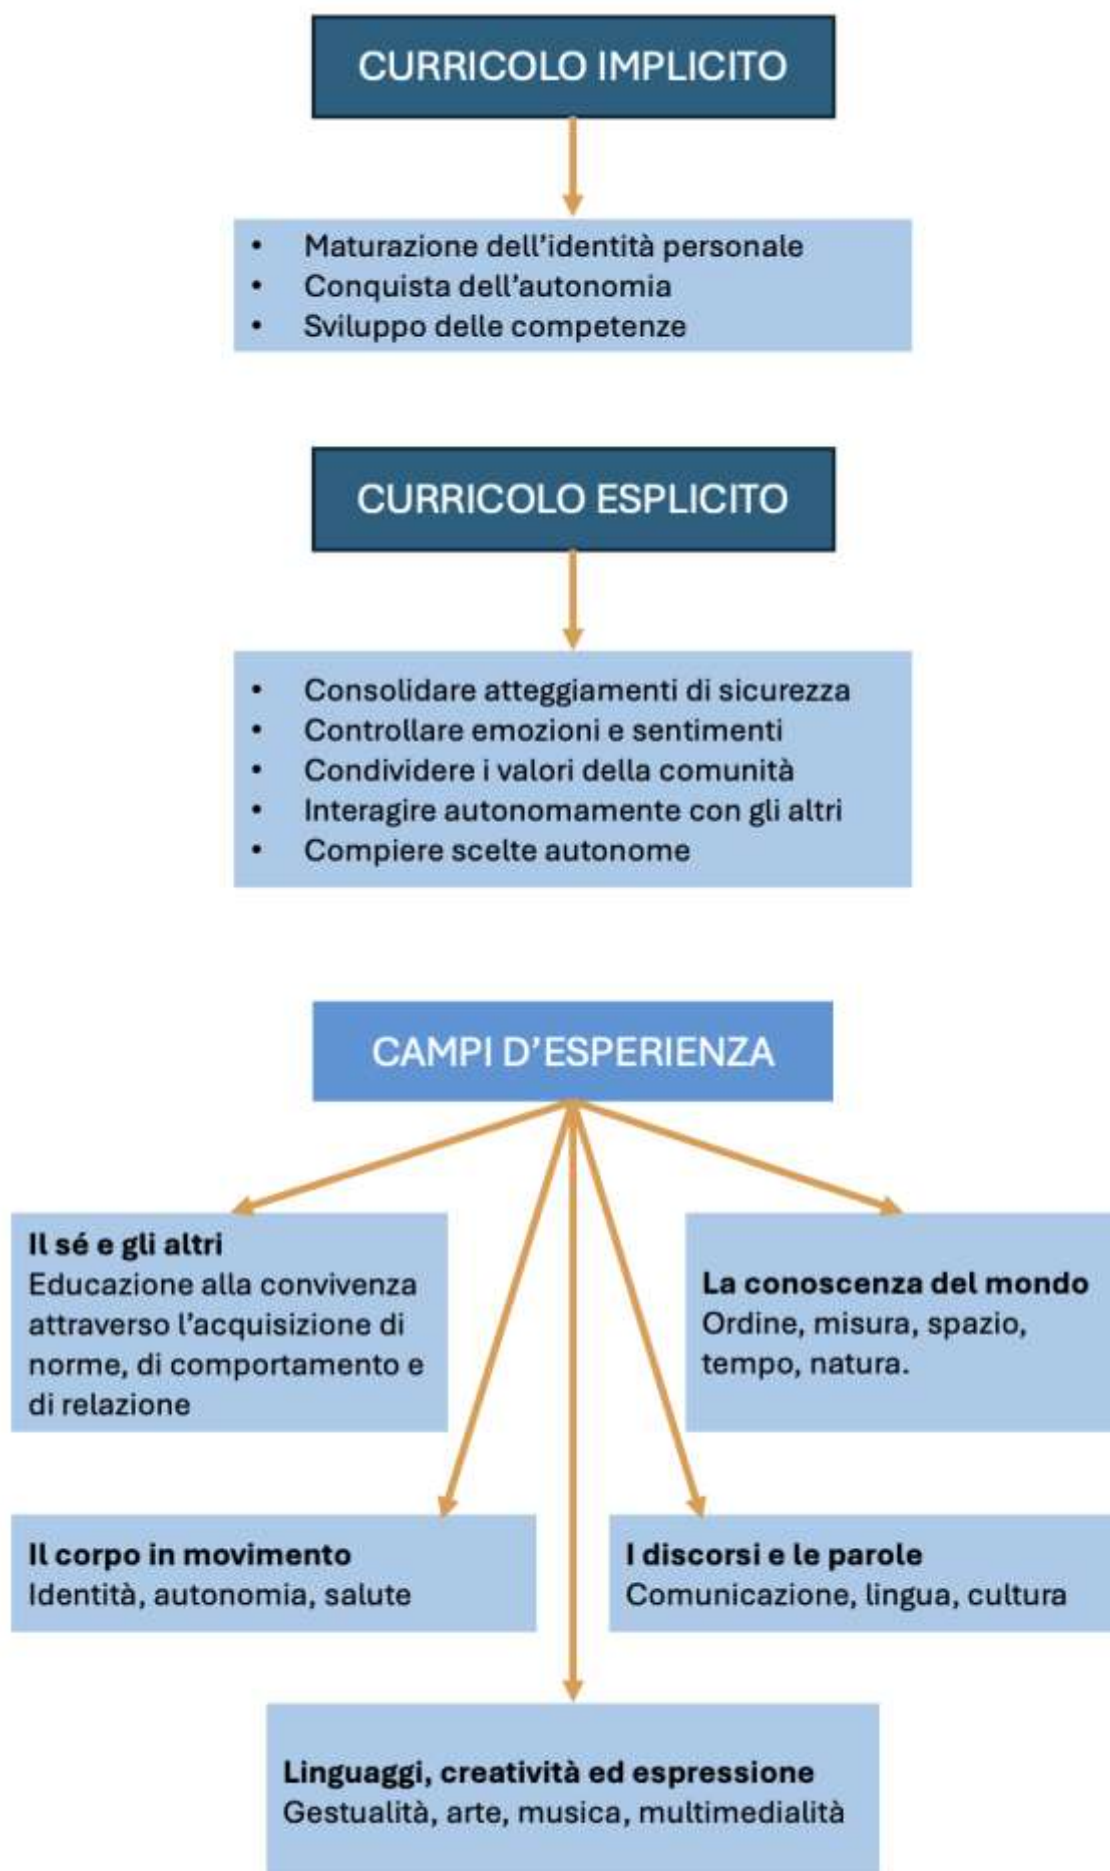 CURRICOLO IMPLICITO
• Maturazione dell’identità personale
• Conquista dell’autonomia
• Sviluppo delle competenze
CURRICOLO ESPLICITO
• Consolidare atteggiamenti di sicurezza
• Controllare emozioni e sentimenti
• Condividere i valori della comunità
• Interagire autonomamente con gli altri
• Compiere scelte autonome
CAMPI D’ESPERIENZA
Il sé e gli altri
Educazione alla convivenza
attraverso l’acquisizione di
norme, di comportamento e
di relazione
La conoscenza del mondo
Ordine, misura, spazio,
tempo, natura.
Il corpo in movimento
Identità, autonomia, salute
I discorsi e le parole
Comunicazione, lingua, cultura
Linguaggi, creatività ed espressione
Gestualità, arte, musica, multimedialità